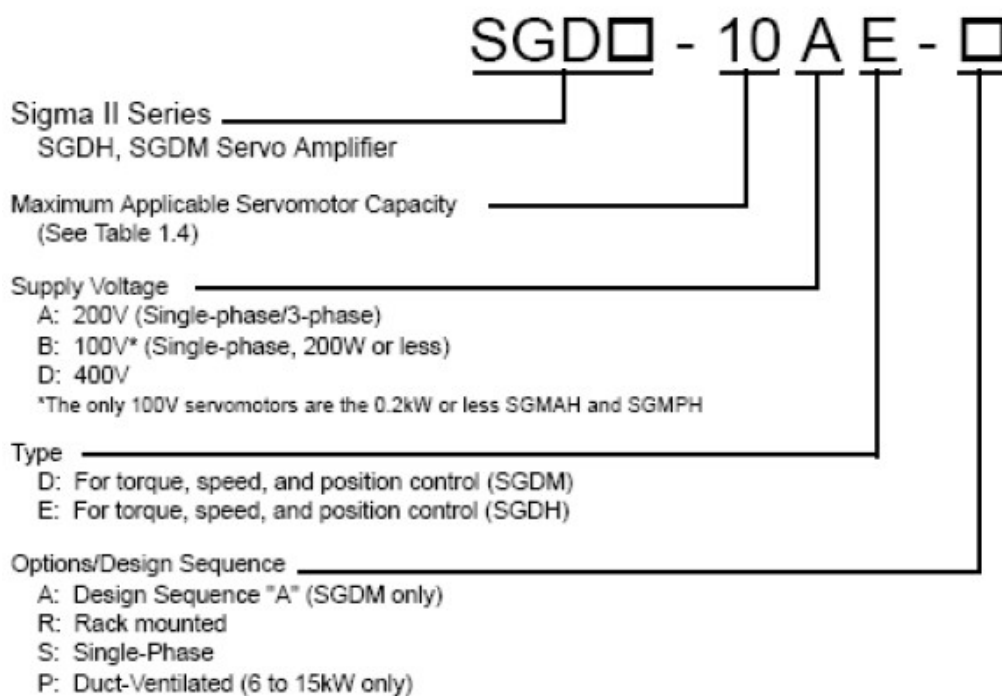 SGD□ - 10 A E - □
Sigma II Series
SGDH, SGDM Servo Amplifier
Maximum Applicable Servomotor Capacity
(See Table 1.4)
Supply Voltage
A: 200V (Single-phase/3-phase)
B: 100V* (Single-phase, 200W or less)
D: 400V
*The only 100V servomotors are the 0.2kW or less SGMAH and SGMPH
Type
D: For torque, speed, and position control (SGDM)
E: For torque, speed, and position control (SGDH)
Options/Design Sequence
A: Design Sequence "A" (SGDM only)
R: Rack mounted
S: Single-Phase
P: Duct-Ventilated (6 to 15kW only)